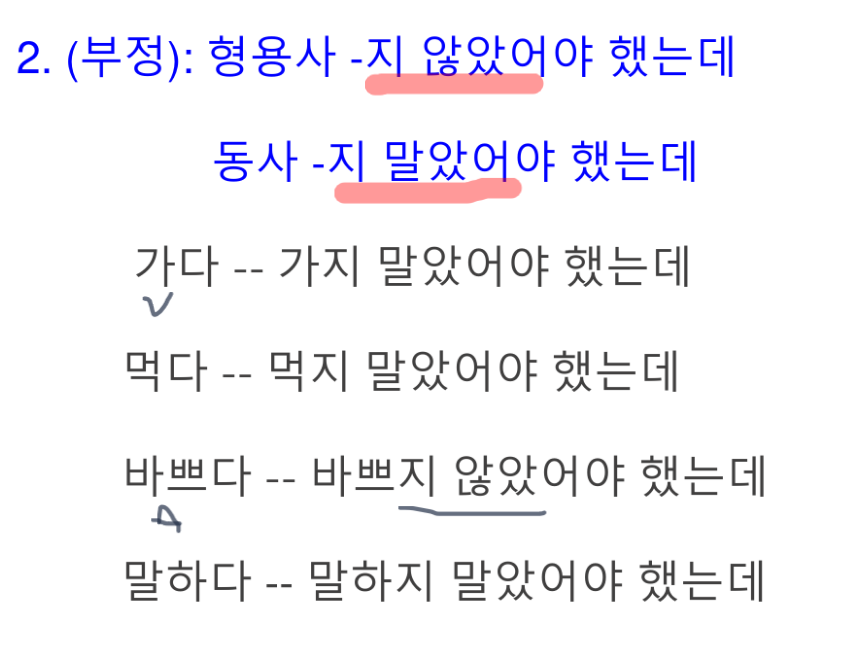 2. (부정): 형용사 -지 않았어야 했는데
동사 -지 말았어야 했는데
가다 -- 가지 말았어야 했는데
V
먹다 -- 먹지 말았어야 했는데
바쁘다 -- 바쁘지 않았어야 했는데
A
말하다 -- 말하지 말았어야 했는데